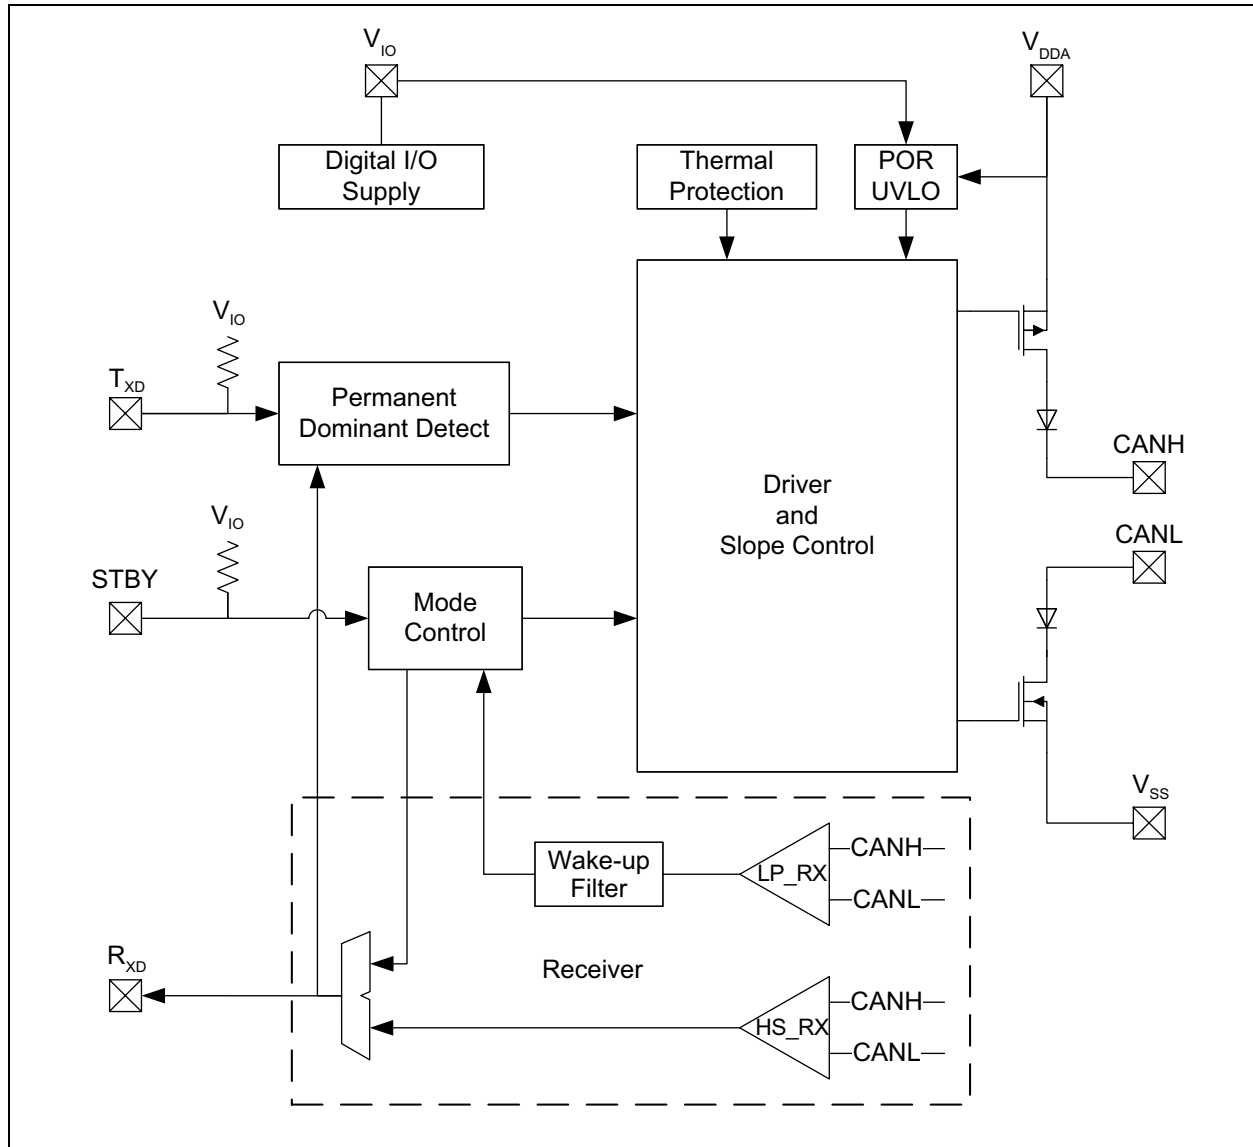 VIO
VDDA
Digital I/O
Supply
Thermal
Protection
POR
UVLO
VIO
TXD
Permanent
Dominant Detect
Driver
and
Slope Control
CANH
CANL
VIO
STBY
Mode
Control
VSS
Wake-up
Filter
LP_RX
CANH
CANL
RXD
Receiver
HS_RX
CANH
CANL